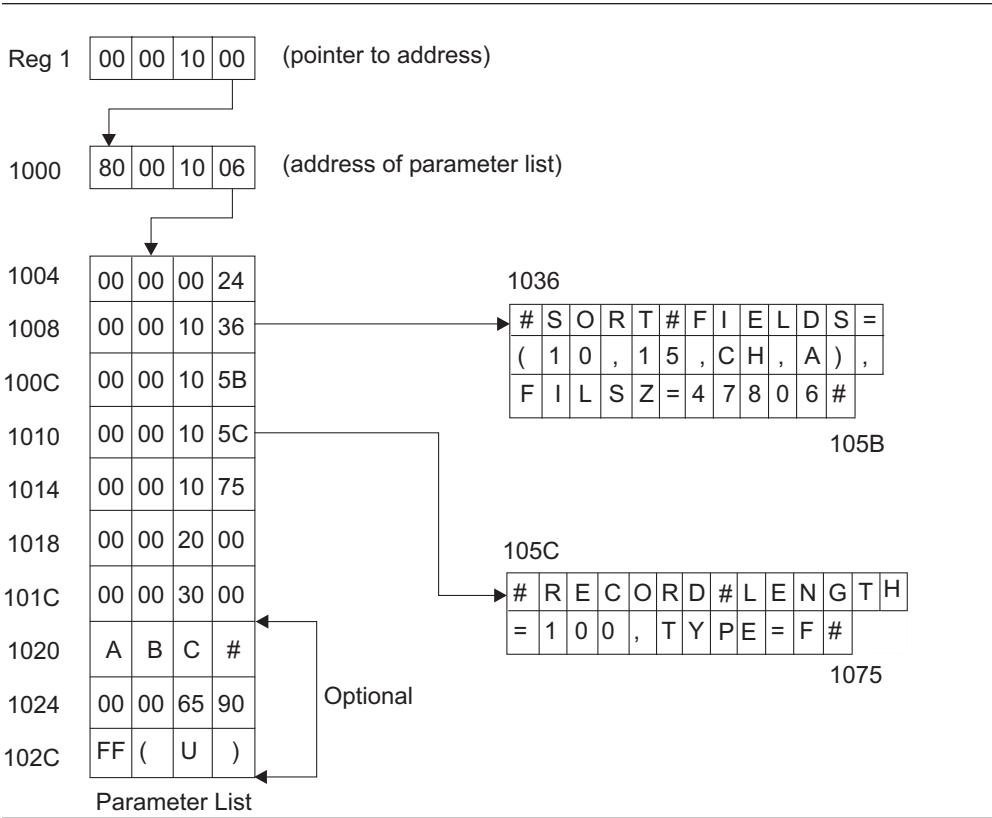 Reg 1 00 00 10 00 (pointer to address)
1000 80 00 10 06 (address of parameter list)
1004 00 00 00 24
1008 00 00 10 36
100C 00 00 10 5B
1010 00 00 10 5C
1014 00 00 10 75
1018 00 00 20 00
101C 00 00 30 00
1020 A B C #
1024 00 00 65 90
102C FF ( U )
Optional
Parameter List
1036
# S O R T # F I E L D S =
( 1 0 , 1 5 , C H , A ) ,
F I L S Z = 4 7 8 0 6 #
105B
105C
# R E C O R D # L E N G T H
= 1 0 0 , T Y P E = F #
1075